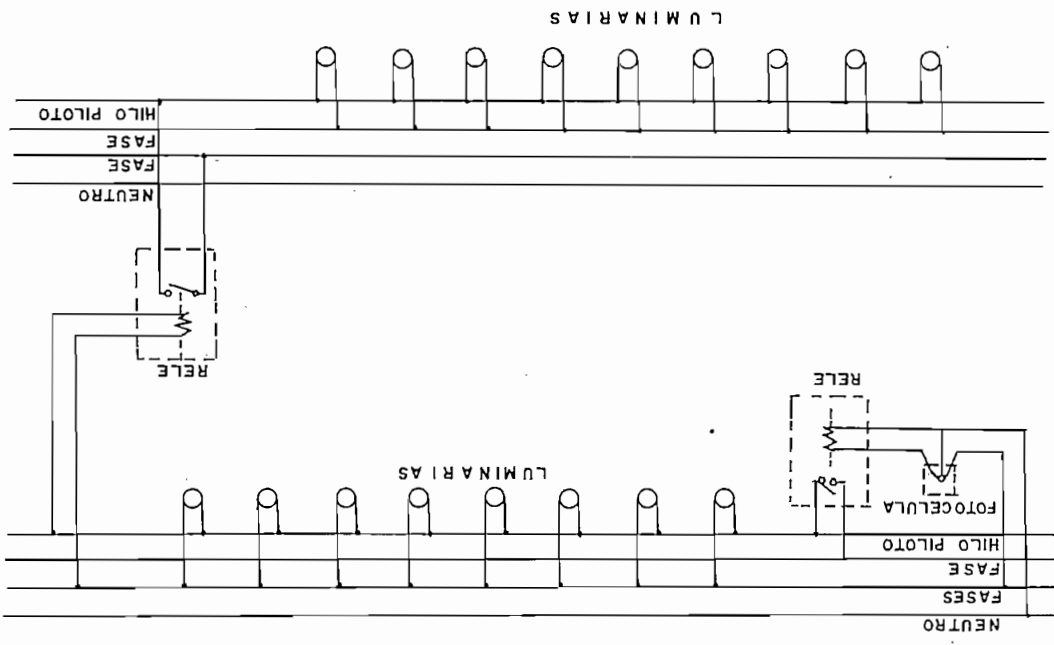 NEUTRO
FASES
FASE
HILO PILOTO
FOTOCELULA
LUMINARIAS
RELE
RELE
NEUTRO
FASE
FASE
HILO PILOTO
LUMINARIAS